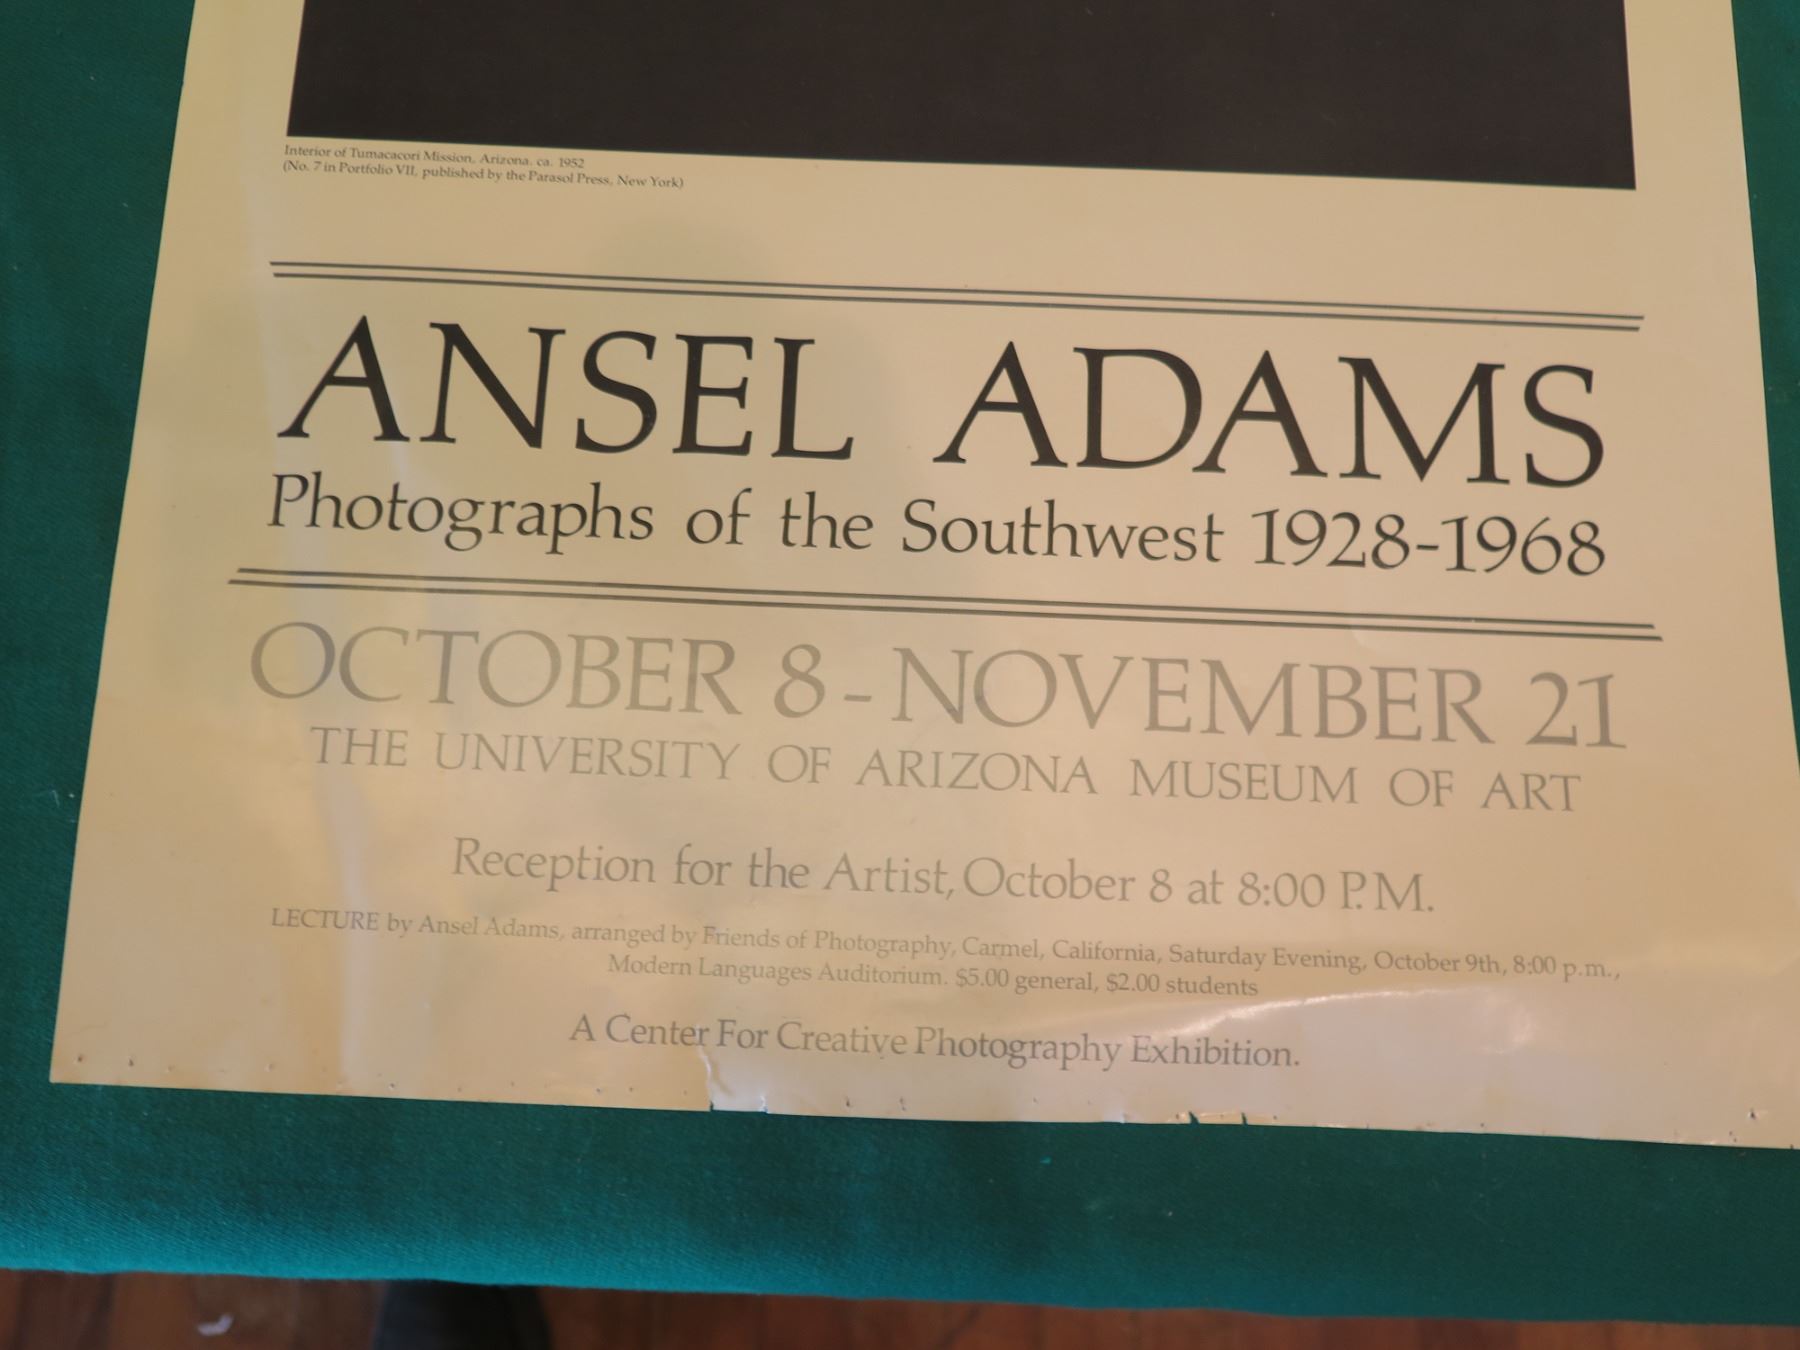 Interior of Tumacacori Mission, Arizona. ca. 1952
(No. 7 in Portfolio VII, published by the Parasol Press, New York)
ANSEL ADAMS
Photographs of the Southwest 1928-1968
OCTOBER 8 - NOVEMBER 21
THE UNIVERSITY OF ARIZONA MUSEUM OF ART
Reception for the Artist, October 8 at 8:00 P.M.
LECTURE by Ansel Adams, arranged by Friends of Photography, Carmel, California, Saturday Evening, October 9th, 8:00 p.m.,
Modern Languages Auditorium. $5.00 general, $2.00 students
A Center For Creative Photography Exhibition.